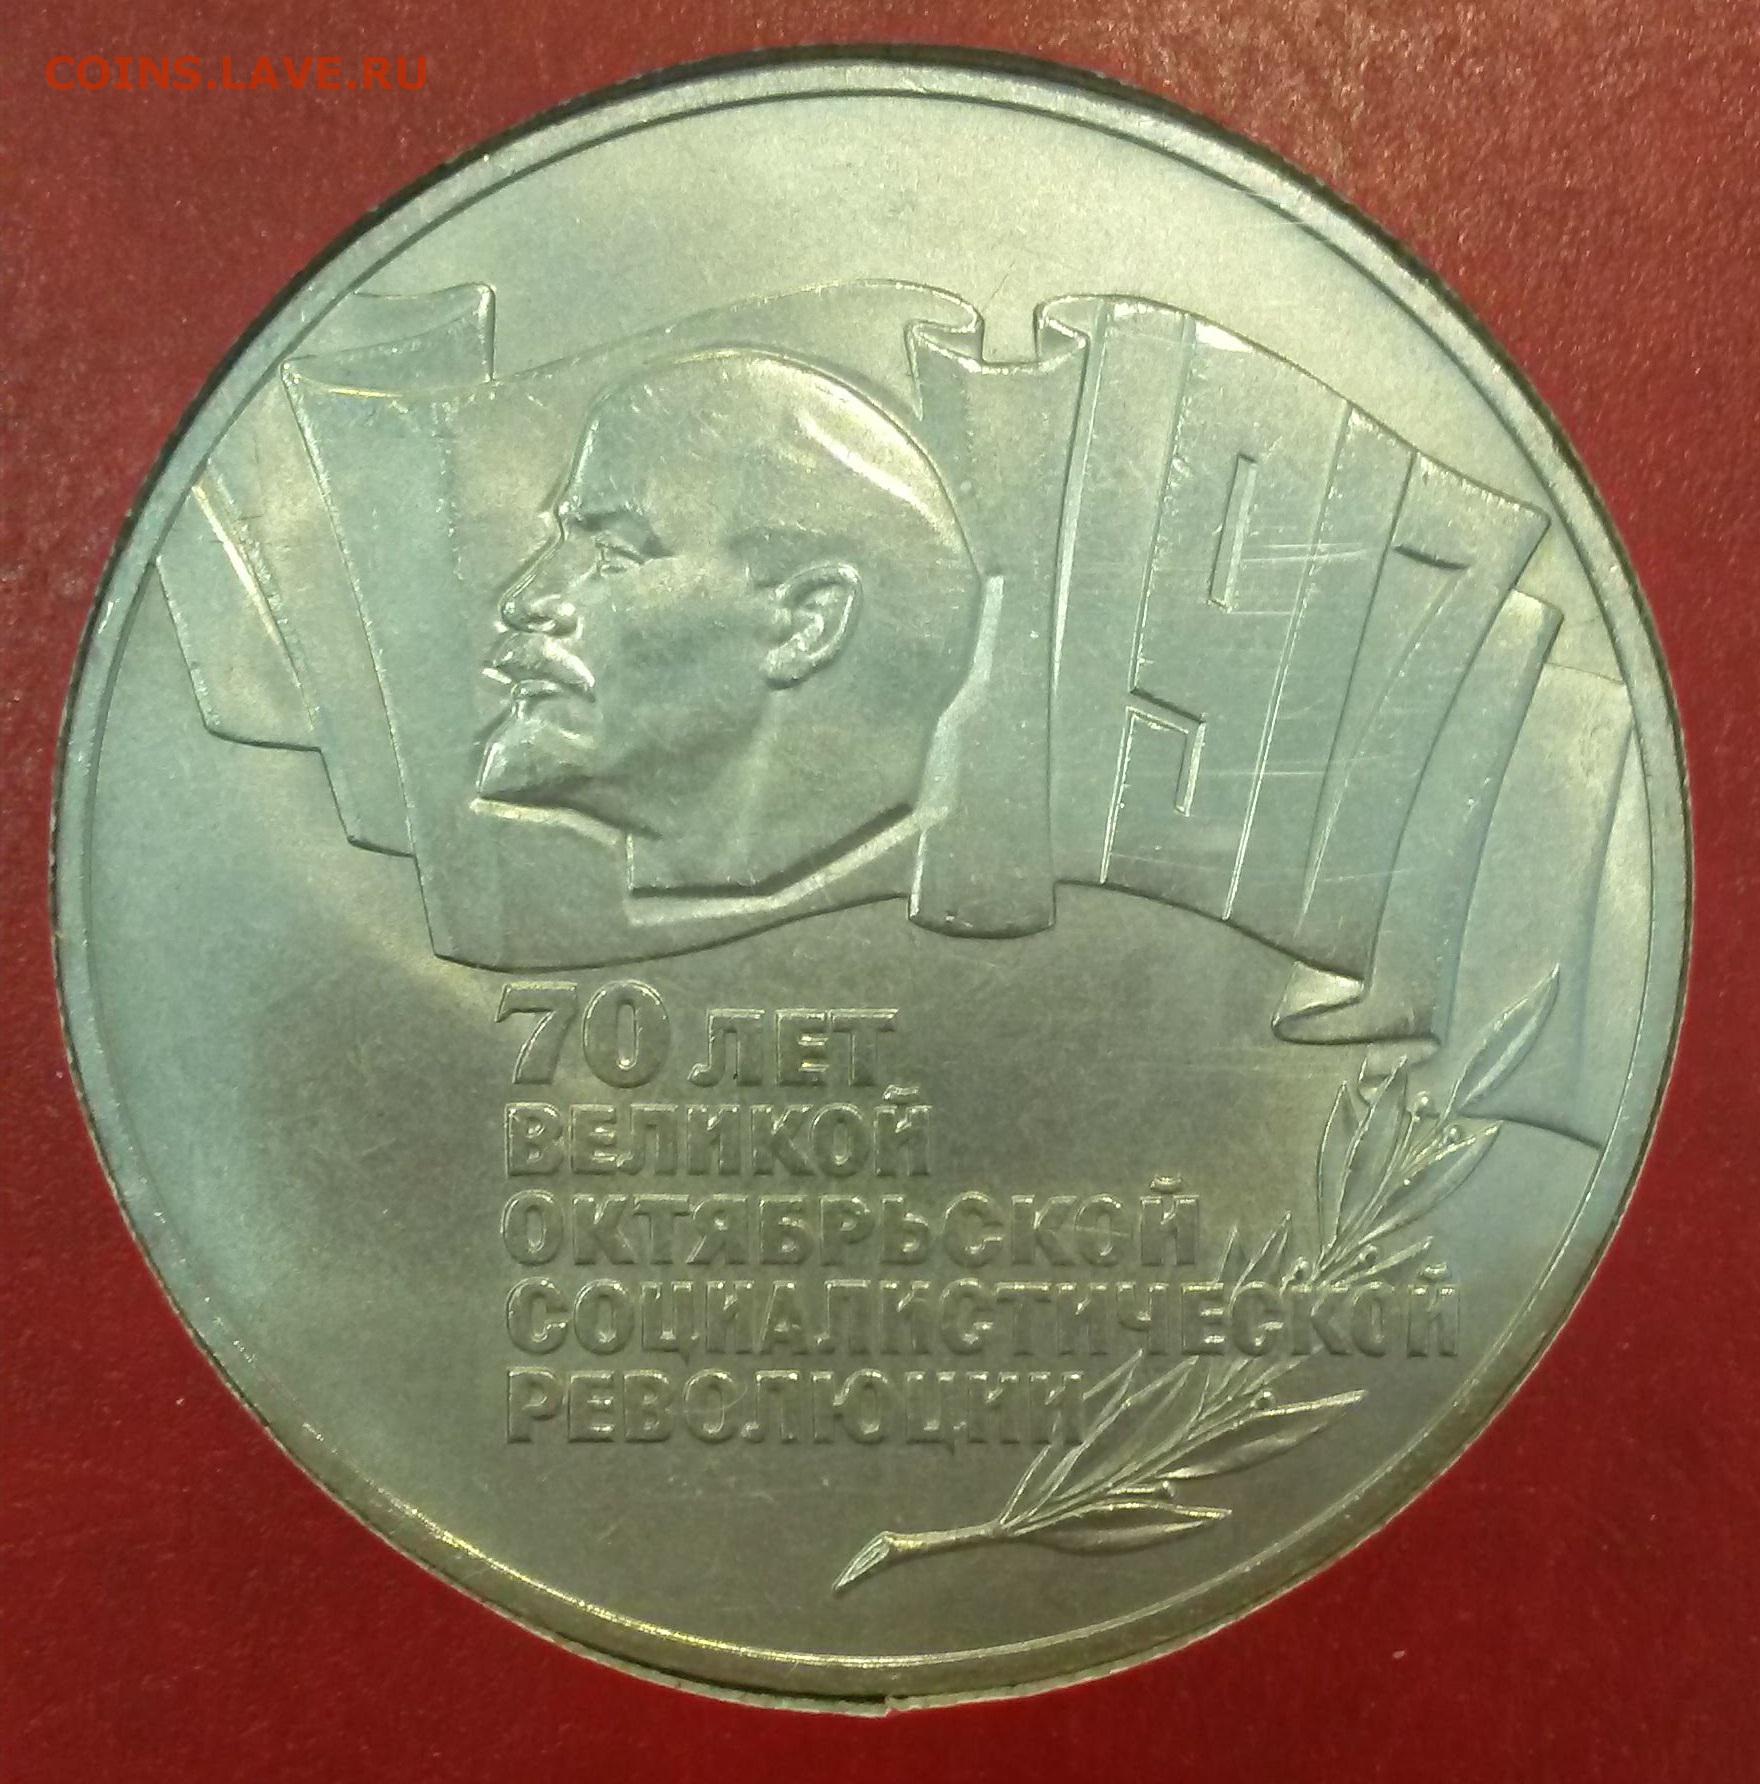 COINS.LAVE.RU
1917
70 ЛЕТ
ВЕЛИКОЙ
ОКТЯБРЬСКОЙ
СОЦИАЛИСТИЧЕСКОЙ
РЕВОЛЮЦИИ